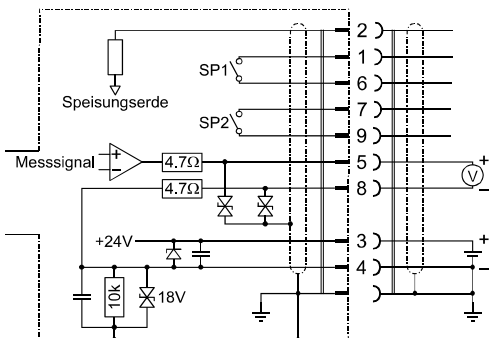 2
SP1
1
6
Speisungserde
SP2
7
9
Messsignal
+
−
4.7Ω
5
+
V
4.7Ω
8
−
+24V
3
+
4
−
10k
18V